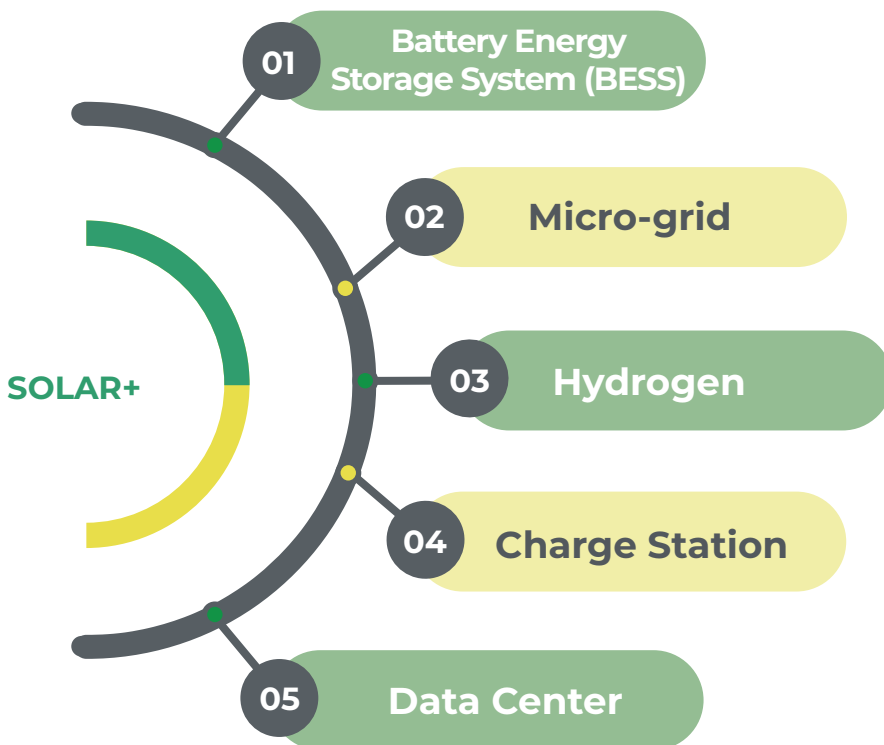 01
Battery Energy
Storage System (BESS)
02
Micro-grid
SOLAR+
03
Hydrogen
04
Charge Station
05
Data Center